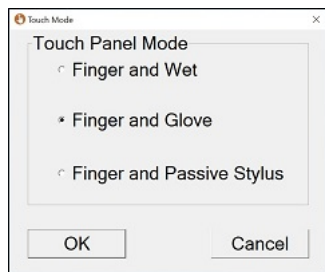 Touch Mode
Touch Panel Mode
Finger and Wet
Finger and Glove
Finger and Passive Stylus
OK
Cancel